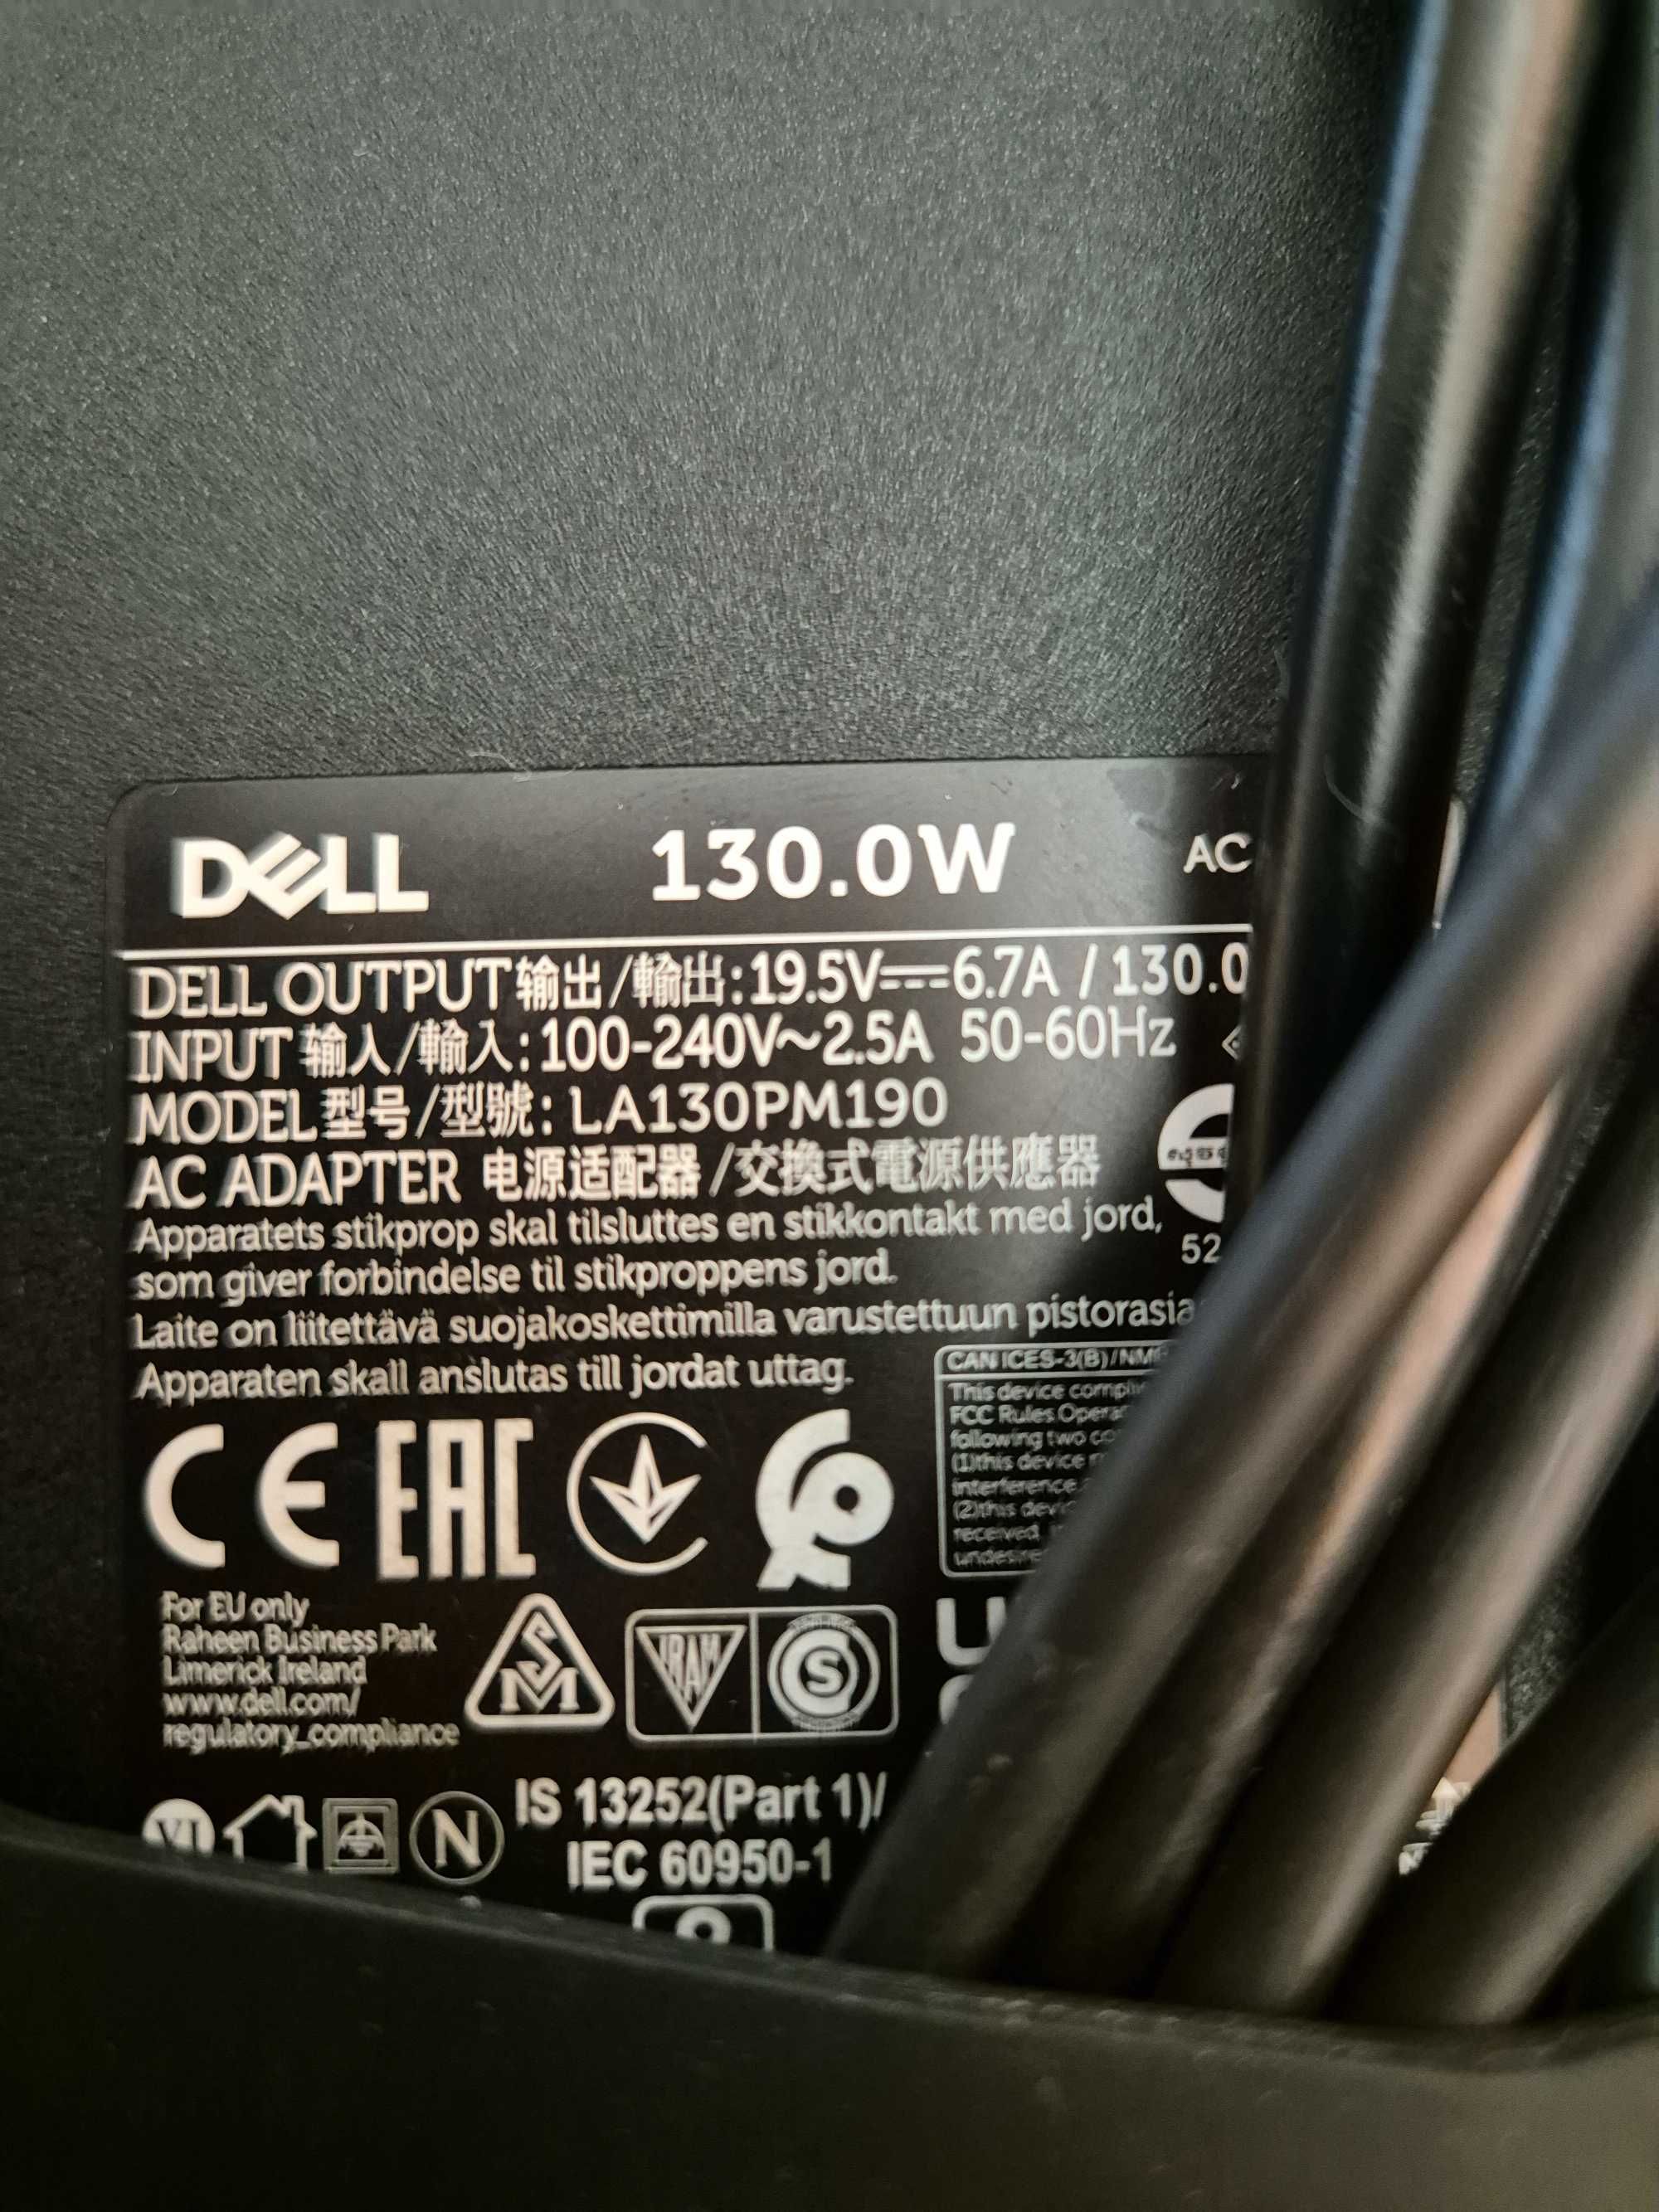 DELL 130.0W AC
DELL OUTPUT 输出/輸出:19.5V⎓6.7A / 130.0
INPUT 输入/輸入:100-240V~2.5A 50-60Hz
MODEL 型号/型號: LA130PM190
AC ADAPTER 电源适配器/交換式電源供應器
Apparatets stikprop skal tilsluttes en stikkontakt med jord,
som giver forbindelse til stikproppens jord.
52
Laite on liitettävä suojakoskettimilla varustettuun pistorasia
Apparaten skall anslutas till jordat uttag.
CAN ICES-3(B)/NM
This device
FCC Rules
following two
(1)this device
interference
(2)this
received
CE EAC
For EU only
Raheen Business Park
Limerick Ireland
www.dell.com/
regulatory_compliance
SM
IRAM S
VI N
IS 13252(Part 1)/
IEC 60950-1